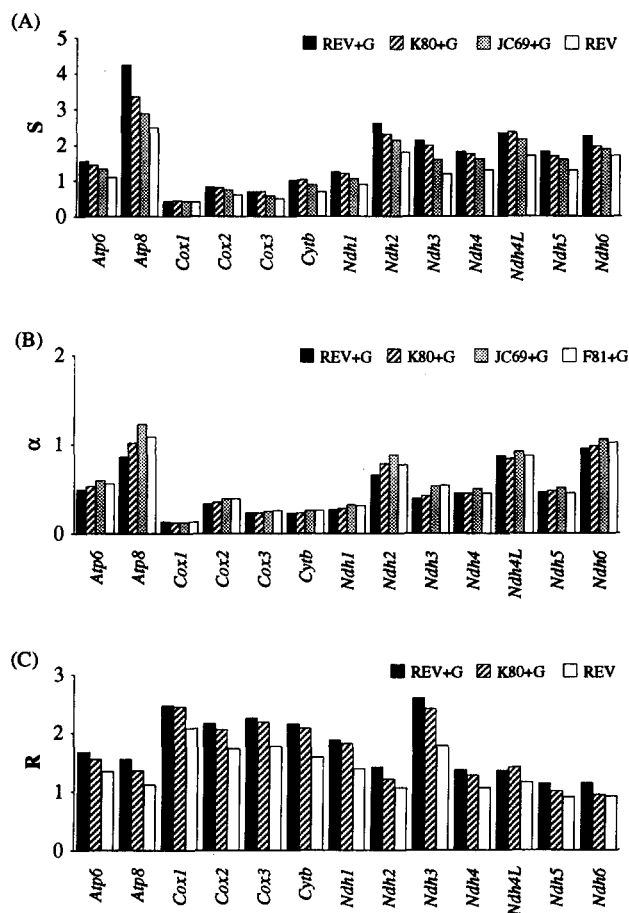 (A)
REV+G K80+G JC69+G REV
5
4
3
2
1
0
S
Atp6 Atp8 Cox1 Cox2 Cox3 Cytb Ndh1 Ndh2 Ndh3 Ndh4 Ndh4L Ndh5 Ndh6
(B)
REV+G K80+G JC69+G F81+G
2
1
0
α
Atp6 Atp8 Cox1 Cox2 Cox3 Cytb Ndh1 Ndh2 Ndh3 Ndh4 Ndh4L Ndh5 Ndh6
(C)
REV+G K80+G REV
3
2
1
0
R
Atp6 Atp8 Cox1 Cox2 Cox3 Cytb Ndh1 Ndh2 Ndh3 Ndh4 Ndh4L Ndh5 Ndh6